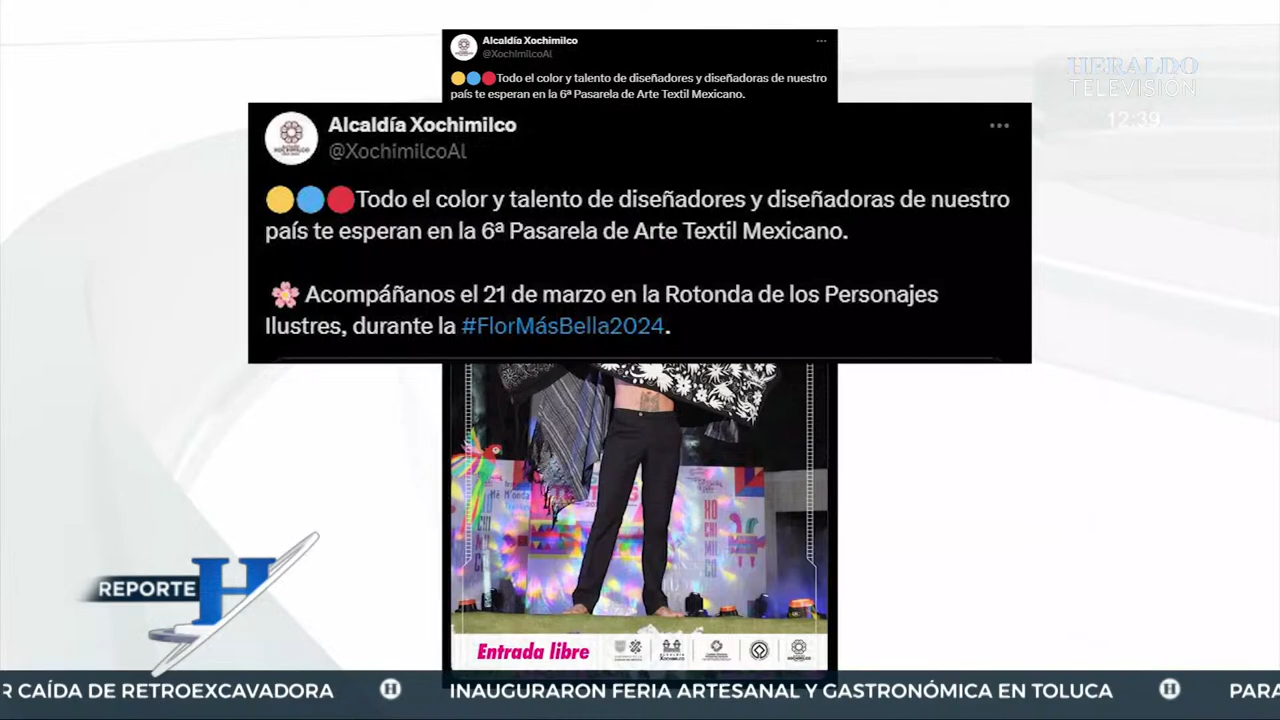 Alcaldía Xochimilco
@XochimilcoAl
Todo el color y talento de diseñadores y diseñadoras de nuestro
país te esperan en la 6ª Pasarela de Arte Textil Mexicano.
HERALDO
TELEVISIÓN
12:39
Alcaldía Xochimilco
@XochimilcoAl
Todo el color y talento de diseñadores y diseñadoras de nuestro
país te esperan en la 6ª Pasarela de Arte Textil Mexicano.
Acompáñanos el 21 de marzo en la Rotonda de los Personajes
Ilustres, durante la #FlorMásBella2024.
XOCHIMILCO
Entrada libre
XOCHIMILCO
REPORTE H
R CAÍDA DE RETROEXCAVADORA
INAUGURARON FERIA ARTESANAL Y GASTRONÓMICA EN TOLUCA
PARA